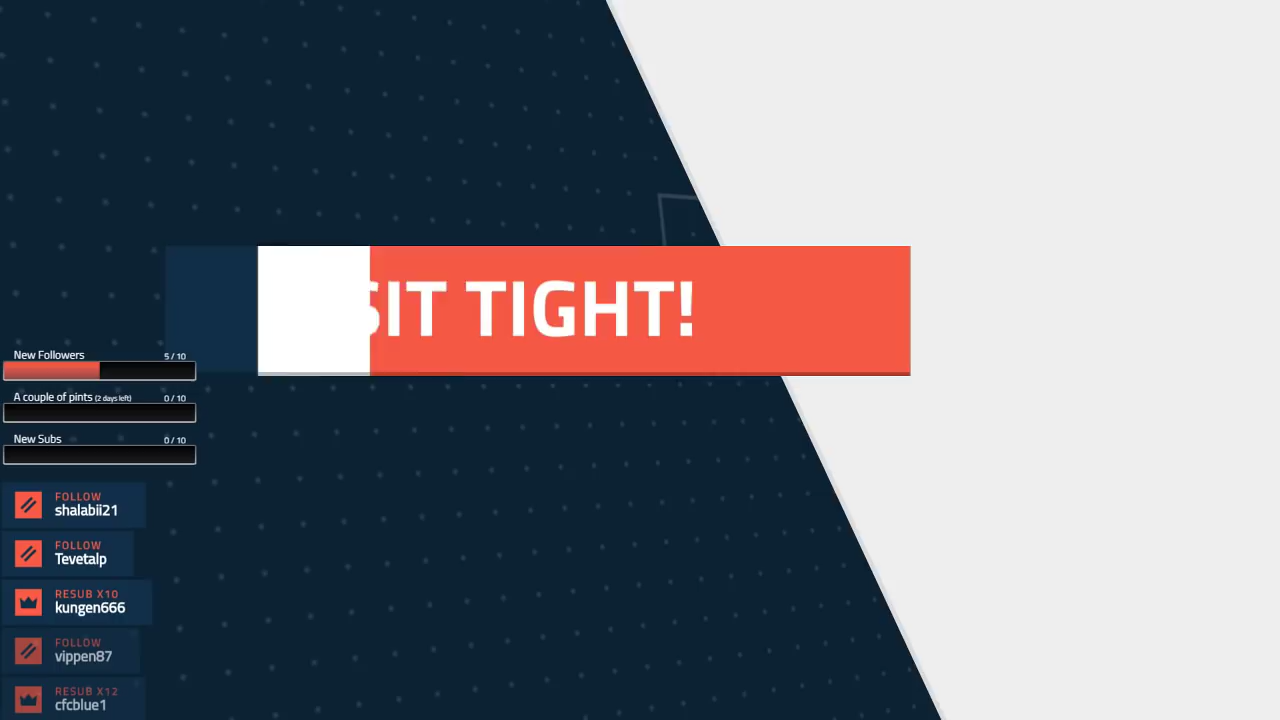 SIT TIGHT!
New Followers 5 / 10
A couple of pints (2 days left) 0 / 10
New Subs 0 / 10
FOLLOW
shalabii21
FOLLOW
Tevetalp
RESUB X10
kungen666
FOLLOW
vippen87
RESUB X12
cfcblue1